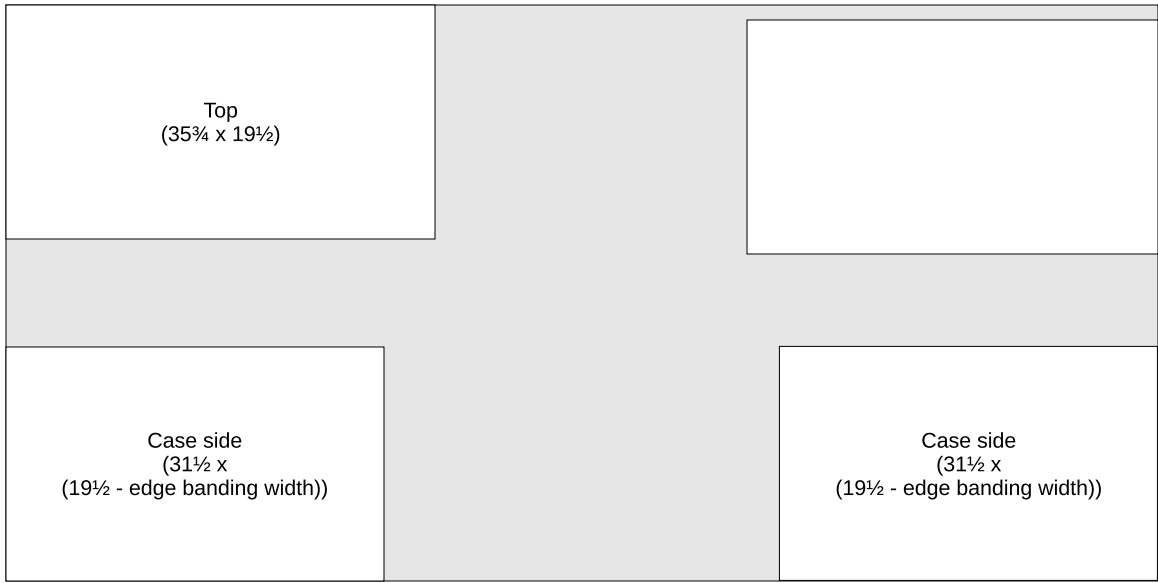 Top
(35¾ x 19½)
Case side
(31½ x
(19½ - edge banding width))
Case side
(31½ x
(19½ - edge banding width))